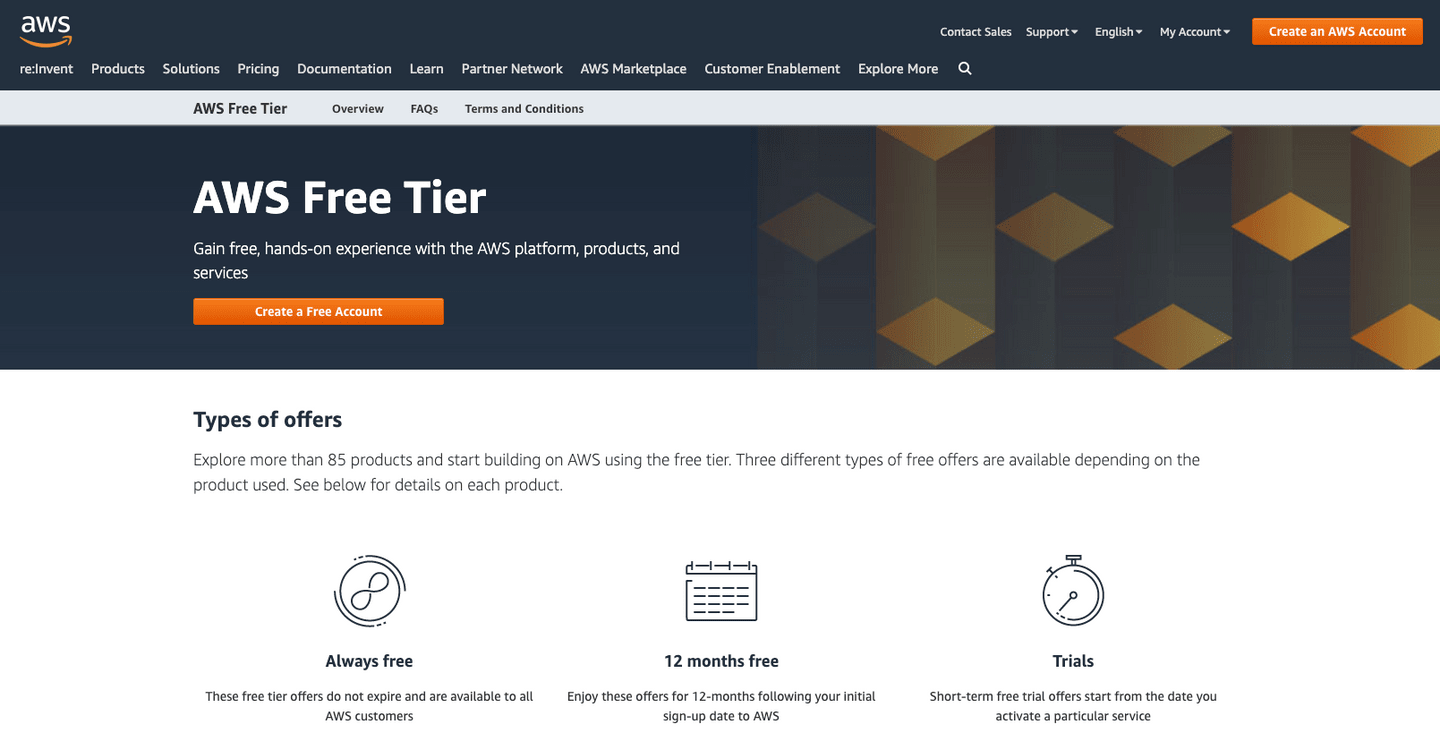 aws
Contact Sales Support English My Account Create an AWS Account
re:Invent Products Solutions Pricing Documentation Learn Partner Network AWS Marketplace Customer Enablement Explore More
AWS Free Tier Overview FAQs Terms and Conditions
AWS Free Tier
Gain free, hands-on experience with the AWS platform, products, and
services
Create a Free Account
Types of offers
Explore more than 85 products and start building on AWS using the free tier. Three different types of free offers are available depending on the
product used. See below for details on each product.
Always free
These free tier offers do not expire and are available to all
AWS customers
12 months free
Enjoy these offers for 12-months following your initial
sign-up date to AWS
Trials
Short-term free trial offers start from the date you
activate a particular service